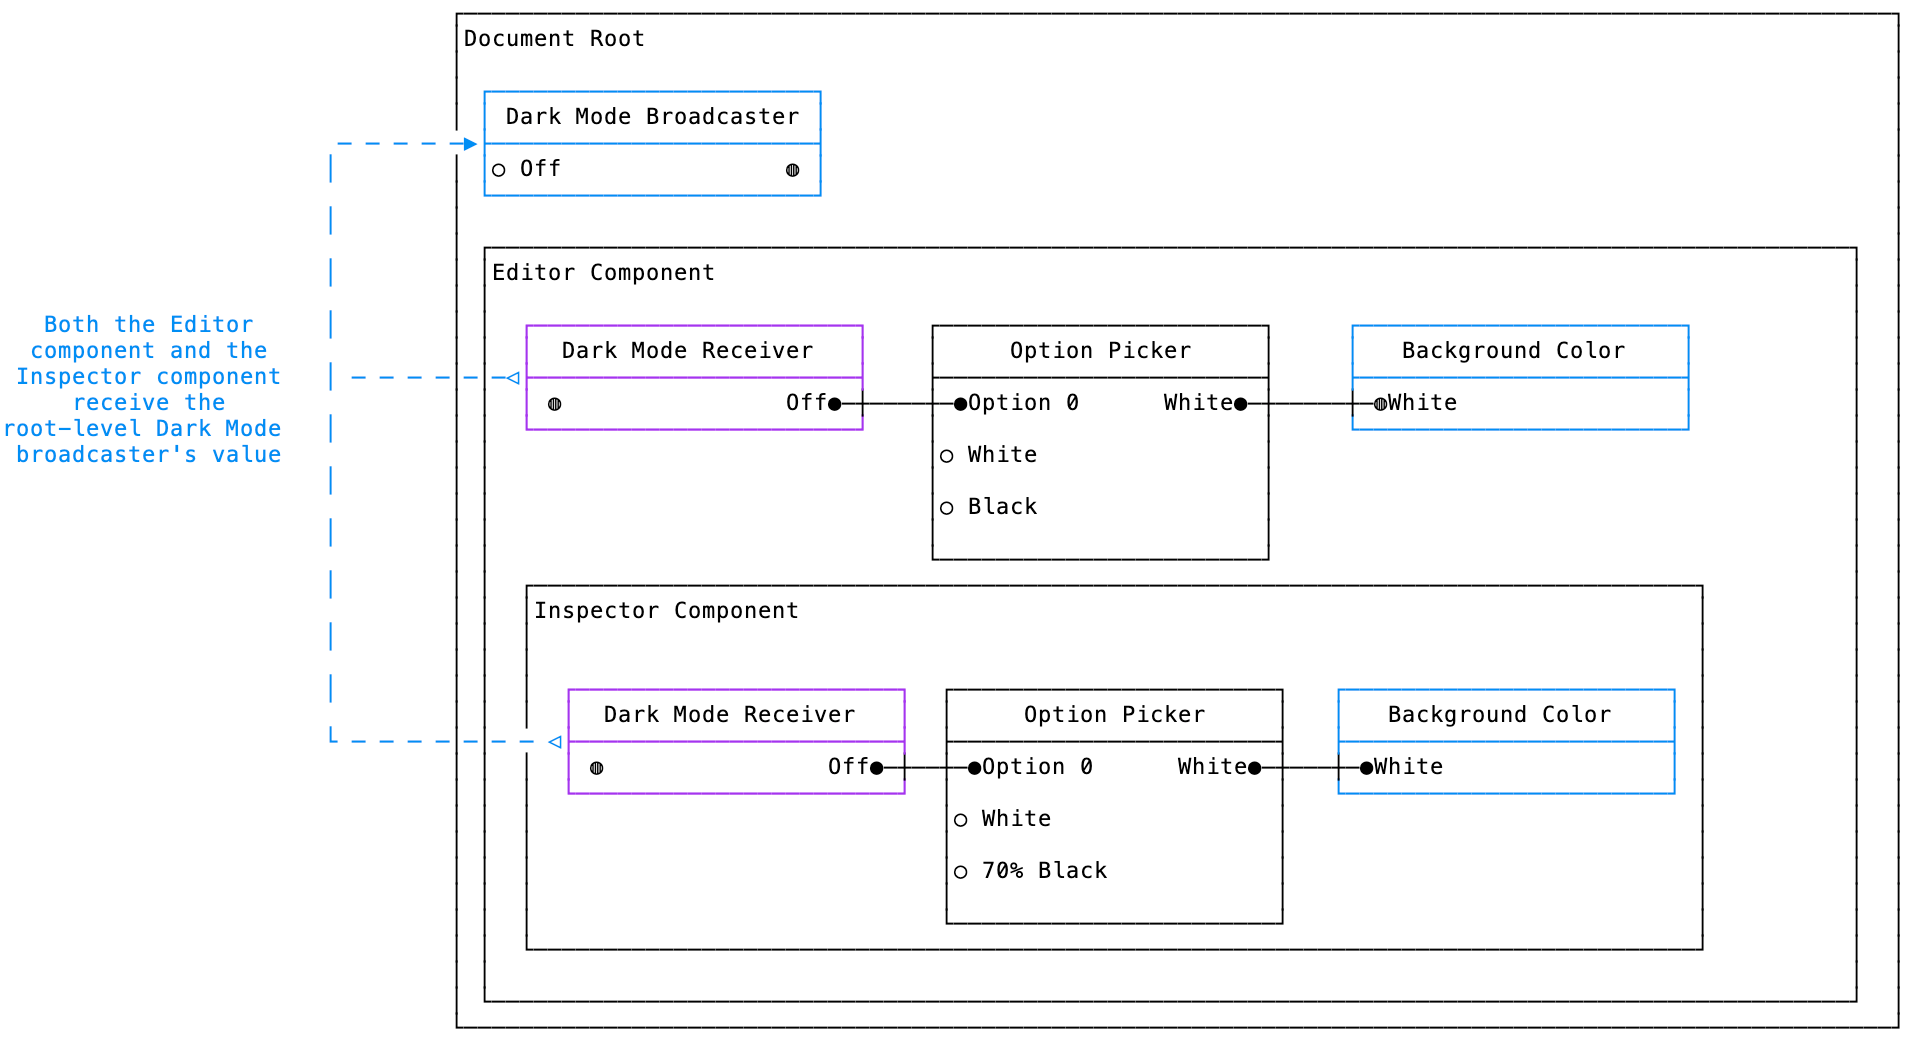 Document Root
Dark Mode Broadcaster
Off
Editor Component
Both the Editor
component and the
Inspector component
receive the
root-level Dark Mode
broadcaster's value
Dark Mode Receiver
Off
Option Picker
Option 0 White
White
Black
Background Color
White
Inspector Component
Dark Mode Receiver
Off
Option Picker
Option 0 White
White
70% Black
Background Color
White